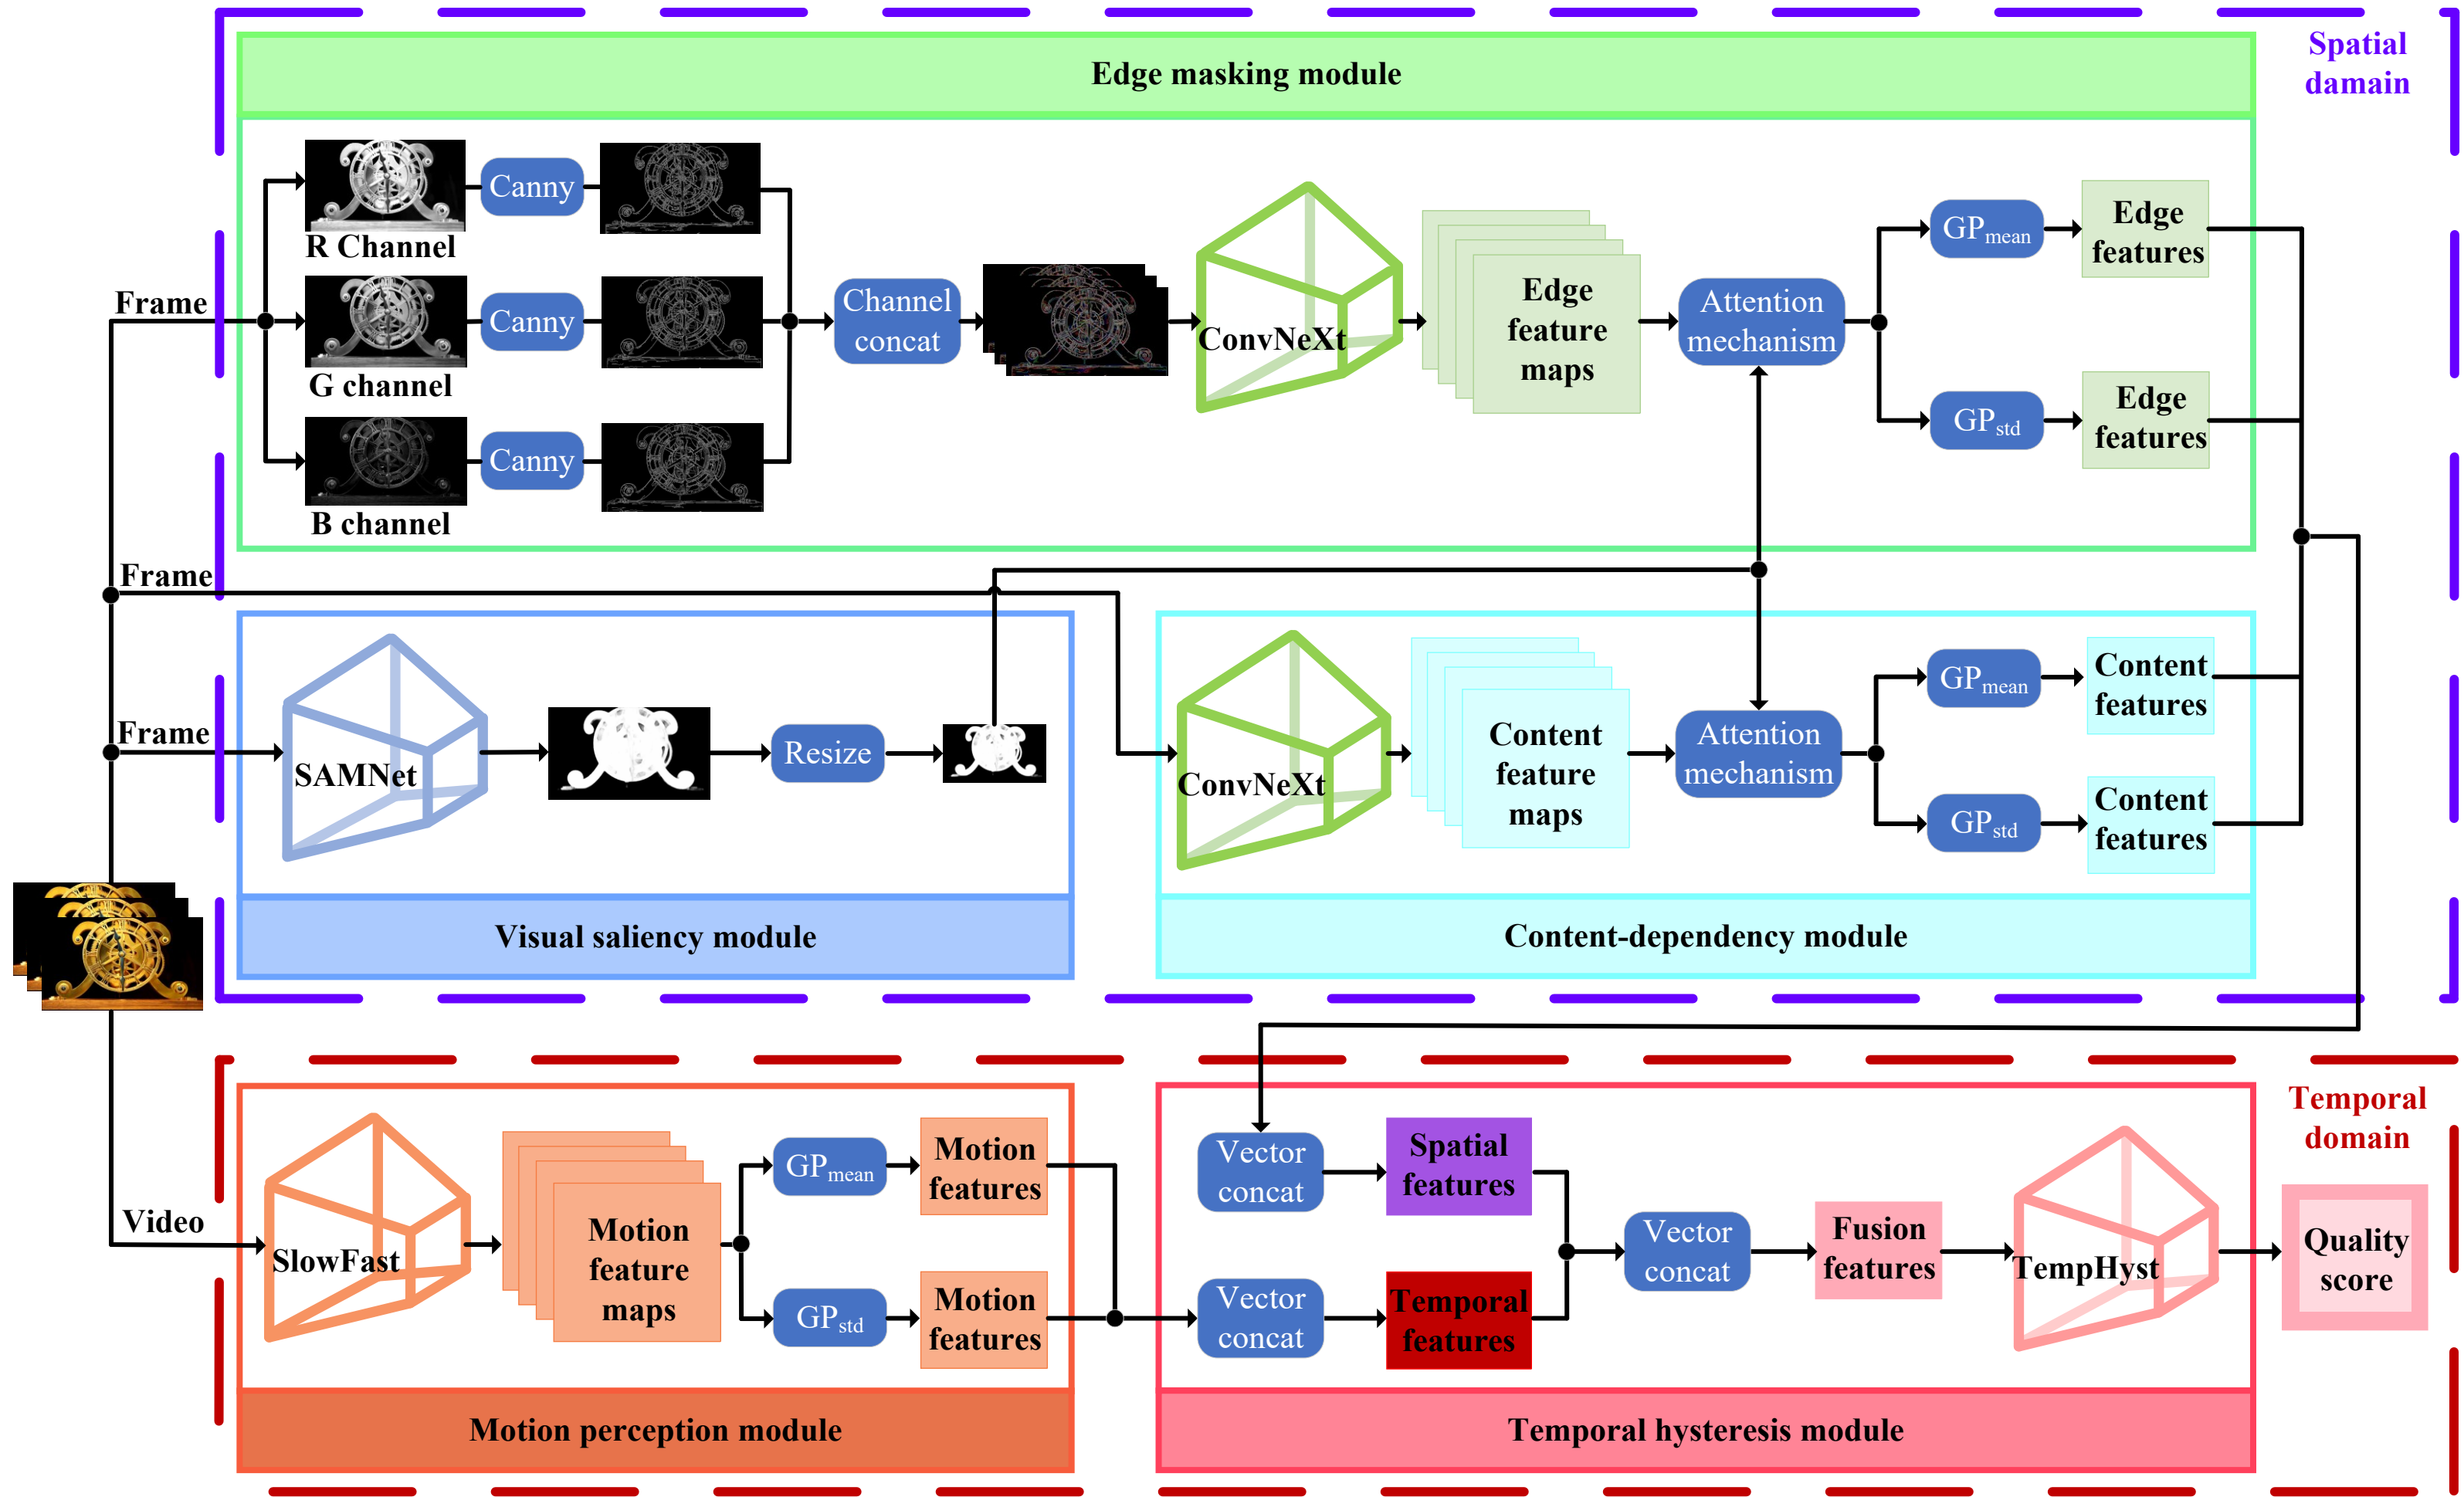 Spatial
damain
Edge masking module
Canny
R Channel
Canny
G channel
Canny
B channel
Frame
Channel
concat
ConvNeXt
Edge
feature
maps
Attention
mechanism
GPmean
Edge
features
GPstd
Edge
features
Frame
Frame
SAMNet
Resize
Visual saliency module
ConvNeXt
Content
feature
maps
Attention
mechanism
GPmean
Content
features
GPstd
Content
features
Content-dependency module
Temporal
domain
Video
SlowFast
Motion
feature
maps
GPmean
Motion
features
GPstd
Motion
features
Motion perception module
Vector
concat
Spatial
features
Vector
concat
Temporal
features
Vector
concat
Fusion
features
TempHyst
Quality
score
Temporal hysteresis module